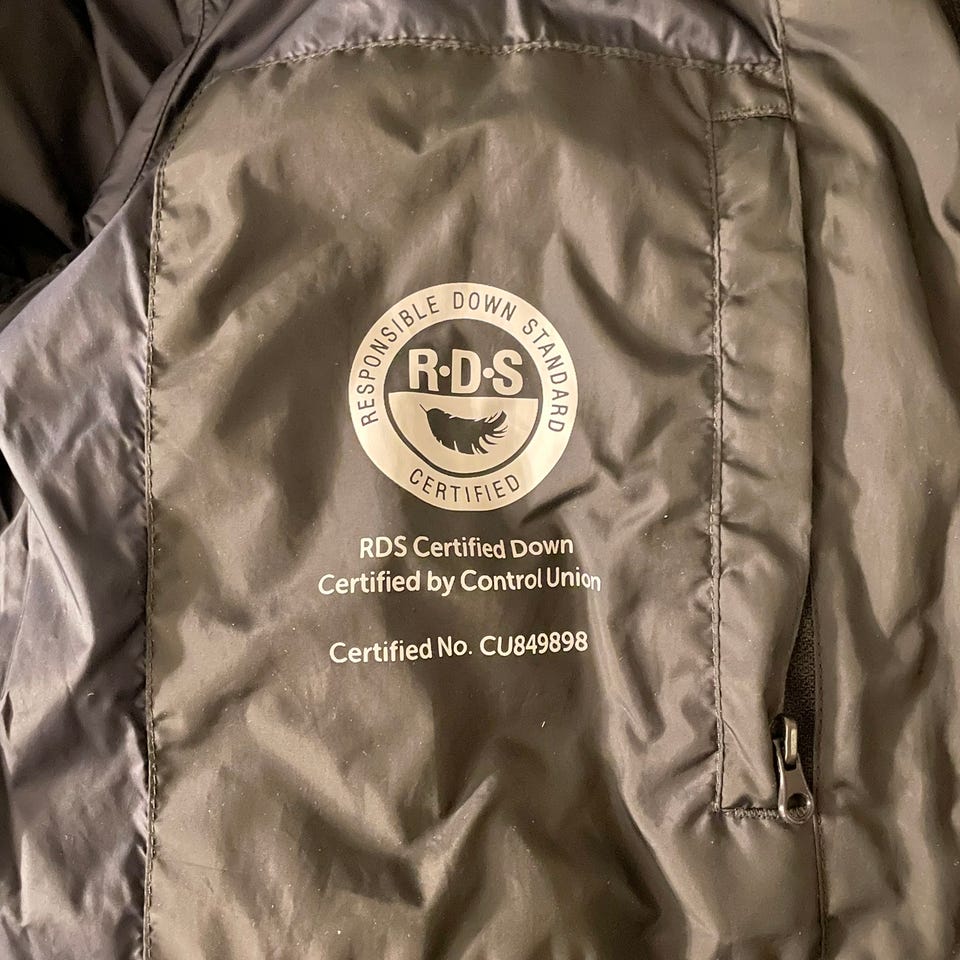 RESPONSIBLE DOWN STANDARD
R·D·S
CERTIFIED
RDS Certified Down
Certified by Control Union
Certified No. CU849898